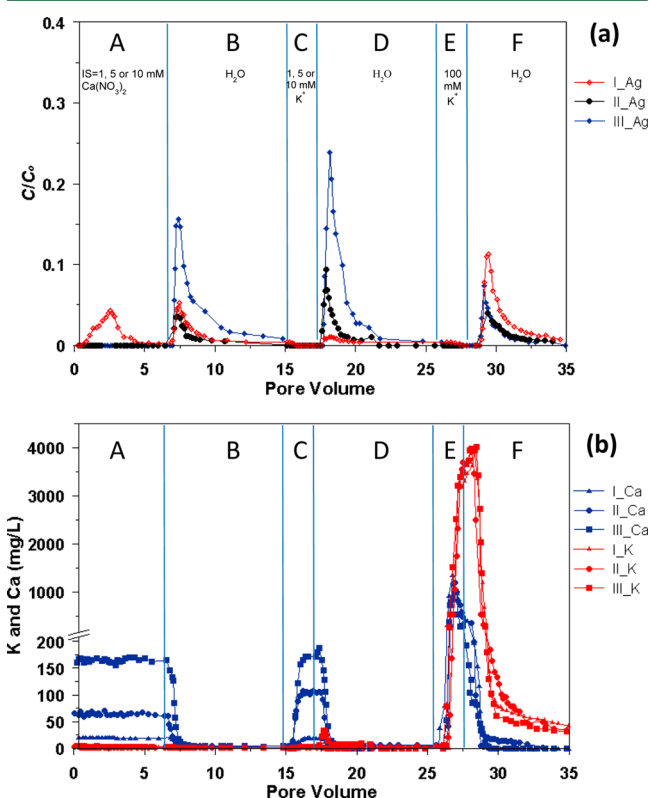 A B C D E F (a)
IS=1, 5 or 10 mM
Ca(NO3)2
H2O
1, 5 or
10 mM
K+
H2O
100
mM
K+
H2O
I_Ag
II_Ag
III_Ag
0.4
0.3
0.2
0.1
0
C/Co
0 5 10 15 20 25 30 35
Pore Volume
(b)
A B C D E F
4000
3000
2000
1000
200
150
100
50
0
K and Ca (mg/L)
I_Ca
II_Ca
III_Ca
I_K
II_K
III_K
0 5 10 15 20 25 30 35
Pore Volume